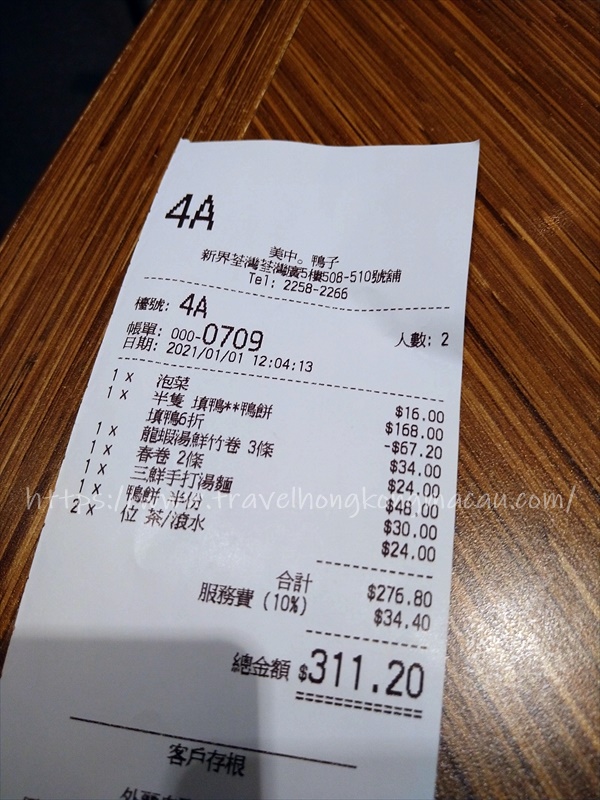 4A
美中。鴨子
新界荃灣荃灣廣5樓508-510號舖
Tel: 2258-2266
檯號: 4A
帳單: 000-0709 人數: 2
日期: 2021/01/01 12:04:13
1 x 泡菜 $16.00
1 x 半隻 填鴨**鴨餅 $168.00
填鴨6折 -$67.20
1 x 龍蝦湯鮮竹卷 3條 $34.00
1 x 春卷 2條 $24.00
1 x 三鮮手打湯麵 $48.00
1 x 鴨餅 半份 $30.00
2 x 位 茶/滾水 $24.00
合計 $276.80
服務費 (10%) $34.40
總金額 $311.20
客戶存根
https://www.travelhongkongmacau.com/